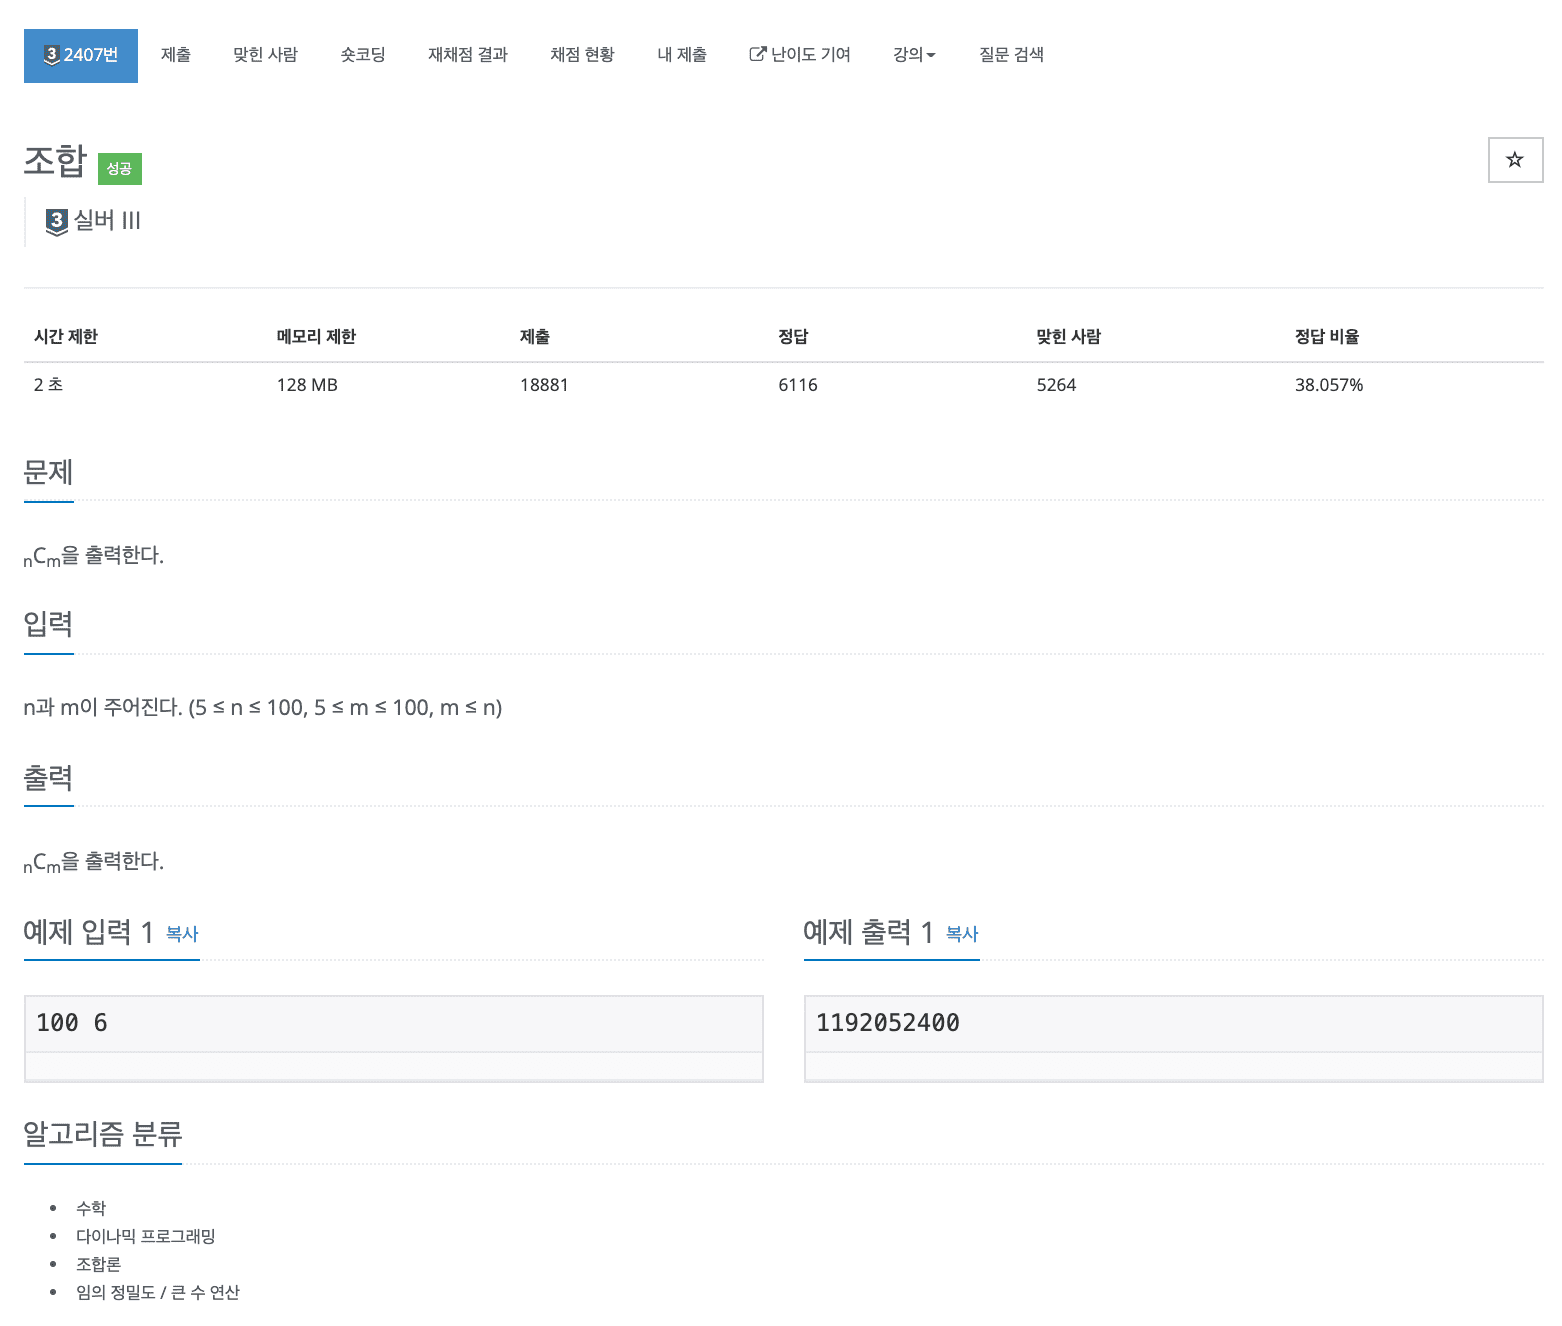 3 2407번 제출 맞힌 사람 숏코딩 재채점 결과 채점 현황 내 제출 난이도 기여 강의 질문 검색
조합 성공
3 실버 III
시간 제한 메모리 제한 제출 정답 맞힌 사람 정답 비율
2 초 128 MB 18881 6116 5264 38.057%
문제
nCm을 출력한다.
입력
n과 m이 주어진다. (5 ≤ n ≤ 100, 5 ≤ m ≤ 100, m ≤ n)
출력
nCm을 출력한다.
예제 입력 1 복사
100 6
예제 출력 1 복사
1192052400
알고리즘 분류
• 수학
• 다이나믹 프로그래밍
• 조합론
• 임의 정밀도 / 큰 수 연산